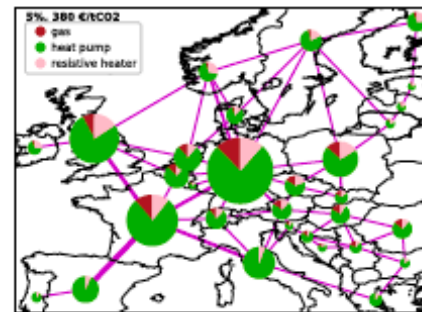 5%, 380 €/tCO2
gas
heat pump
resistive heater